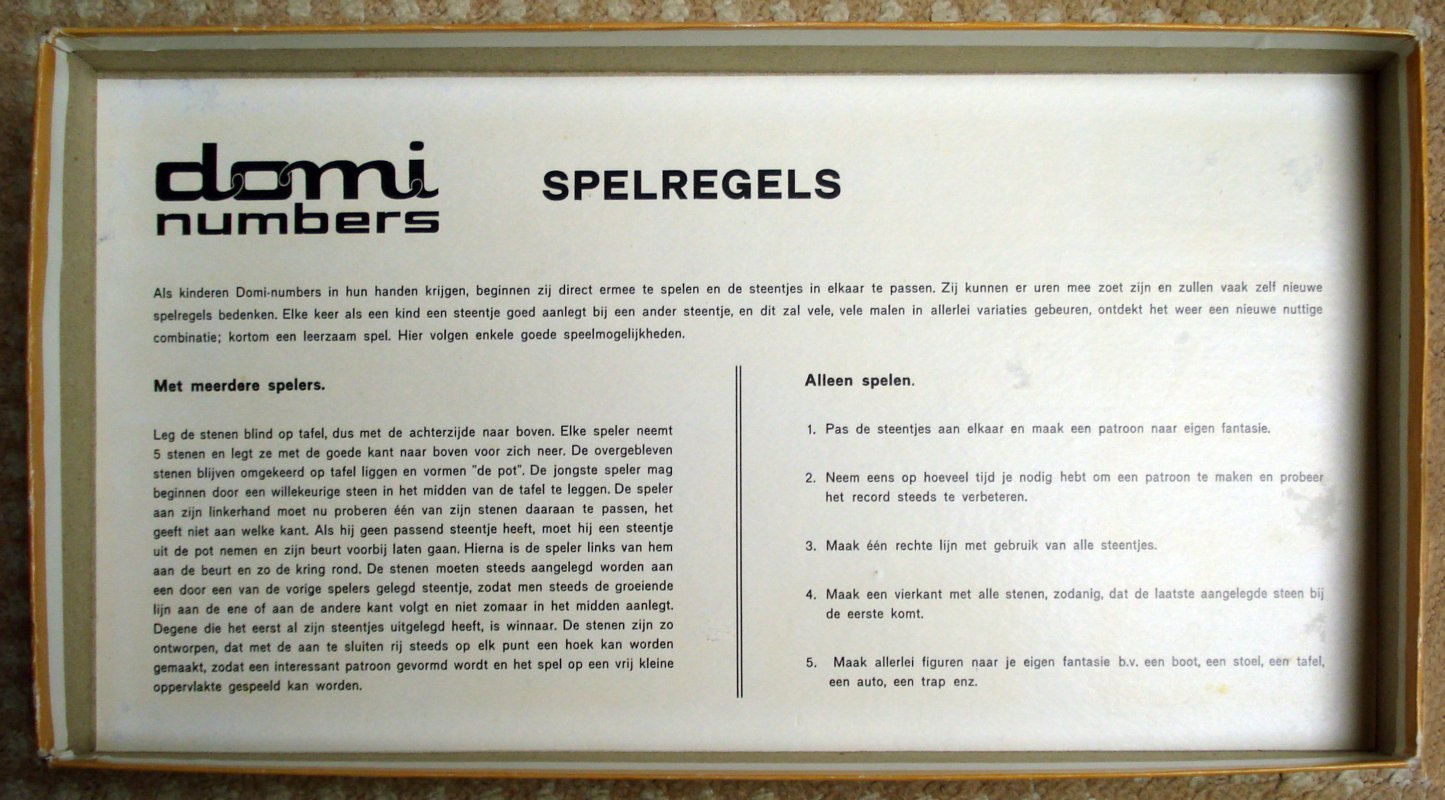 domi
numbers
SPELREGELS
Als kinderen Domi-numbers in hun handen krijgen, beginnen zij direct ermee te spelen en de steentjes in elkaar te passen. Zij kunnen er uren mee zoet zijn en zullen vaak zelf nieuwe
spelregels bedenken. Elke keer als een kind een steentje goed aanlegt bij een ander steentje, en dit zal vele, vele malen in allerlei variaties gebeuren, ontdekt het weer een nieuwe nuttige
combinatie; kortom een leerzaam spel. Hier volgen enkele goede speelmogelijkheden.
Met meerdere spelers.
Leg de stenen blind op tafel, dus met de achterzijde naar boven. Elke speler neemt
5 stenen en legt ze met de goede kant naar boven voor zich neer. De overgebleven
stenen blijven omgekeerd op tafel liggen en vormen "de pot". De jongste speler mag
beginnen door een willekeurige steen in het midden van de tafel te leggen. De speler
aan zijn linkerhand moet nu proberen één van zijn stenen daaraan te passen, het
geeft niet aan welke kant. Als hij geen passend steentje heeft, moet hij een steentje
uit de pot nemen en zijn beurt voorbij laten gaan. Hierna is de speler links van hem
aan de beurt en zo de kring rond. De stenen moeten steeds aangelegd worden aan
een door een van de vorige spelers gelegd steentje, zodat men steeds de groeiende
lijn aan de ene of aan de andere kant volgt en niet zomaar in het midden aanlegt.
Degene die het eerst al zijn steentjes uitgelegd heeft, is winnaar. De stenen zijn zo
ontworpen, dat met de aan te sluiten rij steeds op elk punt een hoek kan worden
gemaakt, zodat een interessant patroon gevormd wordt en het spel op een vrij kleine
oppervlakte gespeeld kan worden.
Alleen spelen.
1. Pas de steentjes aan elkaar en maak een patroon naar eigen fantasie.
2. Neem eens op hoeveel tijd je nodig hebt om een patroon te maken en probeer
het record steeds te verbeteren.
3. Maak één rechte lijn met gebruik van alle steentjes.
4. Maak een vierkant met alle stenen, zodanig, dat de laatste aangelegde steen bij
de eerste komt.
5. Maak allerlei figuren naar je eigen fantasie b.v. een boot, een stoel, een tafel,
een auto, een trap enz.